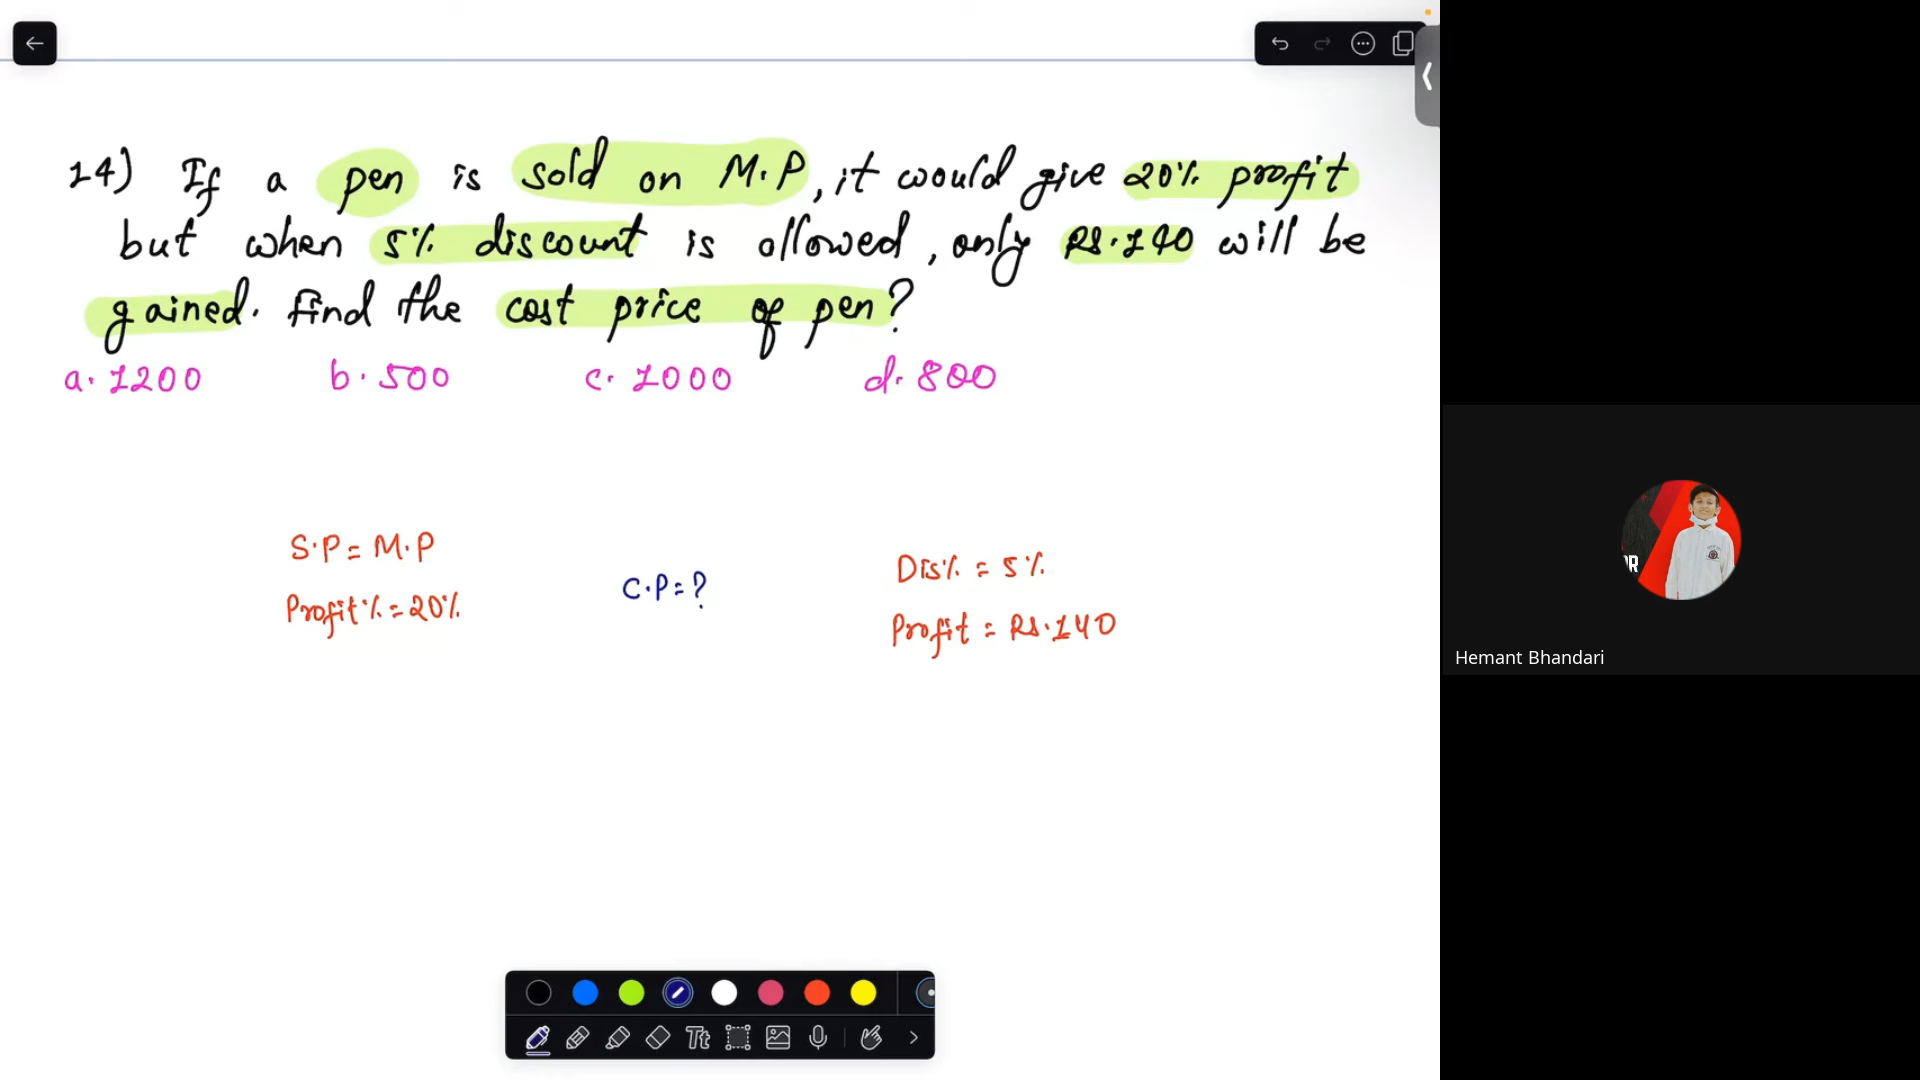 14) If a pen is sold on M.P, it would give 20% profit
but when 5% discount is allowed, only Rs.140 will be
gained. find the cost price of pen?
a. 1200 b. 500 c. 1000 d. 800
S.P = M.P
Profit% = 20%
C.P = ?
Dis% = 5%
Profit = Rs.140
OR
Hemant Bhandari
Tt